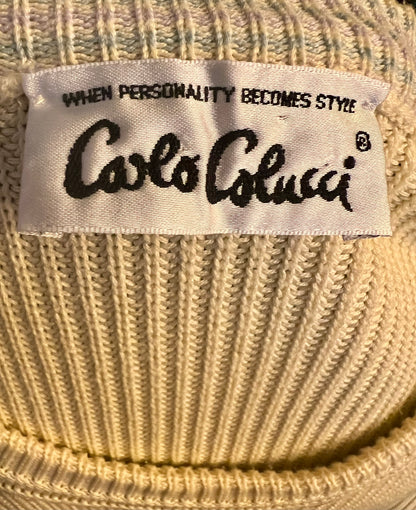 WHEN PERSONALITY BECOMES STYLE
Carlo Colucci ®